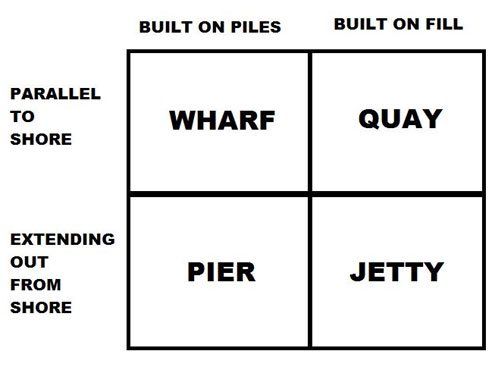 BUILT ON PILES
BUILT ON FILL
PARALLEL
TO
SHORE
WHARF
QUAY
EXTENDING
OUT
FROM
SHORE
PIER
JETTY